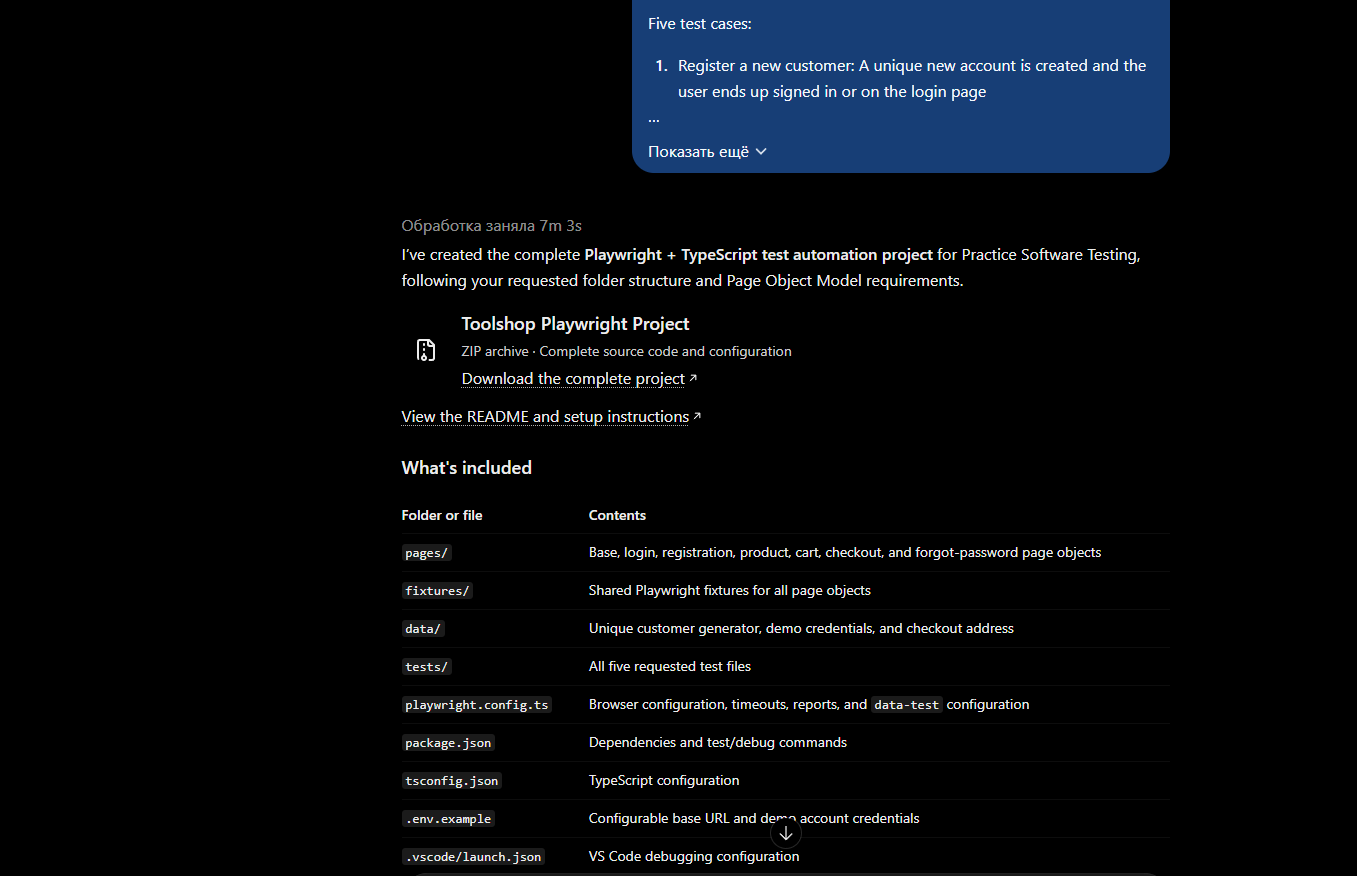 Five test cases:
1. Register a new customer: A unique new account is created and the
user ends up signed in or on the login page
...
Показать ещё
Обработка заняла 7m 3s
I’ve created the complete Playwright + TypeScript test automation project for Practice Software Testing,
following your requested folder structure and Page Object Model requirements.
Toolshop Playwright Project
ZIP archive · Complete source code and configuration
Download the complete project ↗
View the README and setup instructions ↗
What's included
Folder or file Contents
pages/ Base, login, registration, product, cart, checkout, and forgot-password page objects
fixtures/ Shared Playwright fixtures for all page objects
data/ Unique customer generator, demo credentials, and checkout address
tests/ All five requested test files
playwright.config.ts Browser configuration, timeouts, reports, and data-test configuration
package.json Dependencies and test/debug commands
tsconfig.json TypeScript configuration
.env.example Configurable base URL and demo account credentials
.vscode/launch.json VS Code debugging configuration